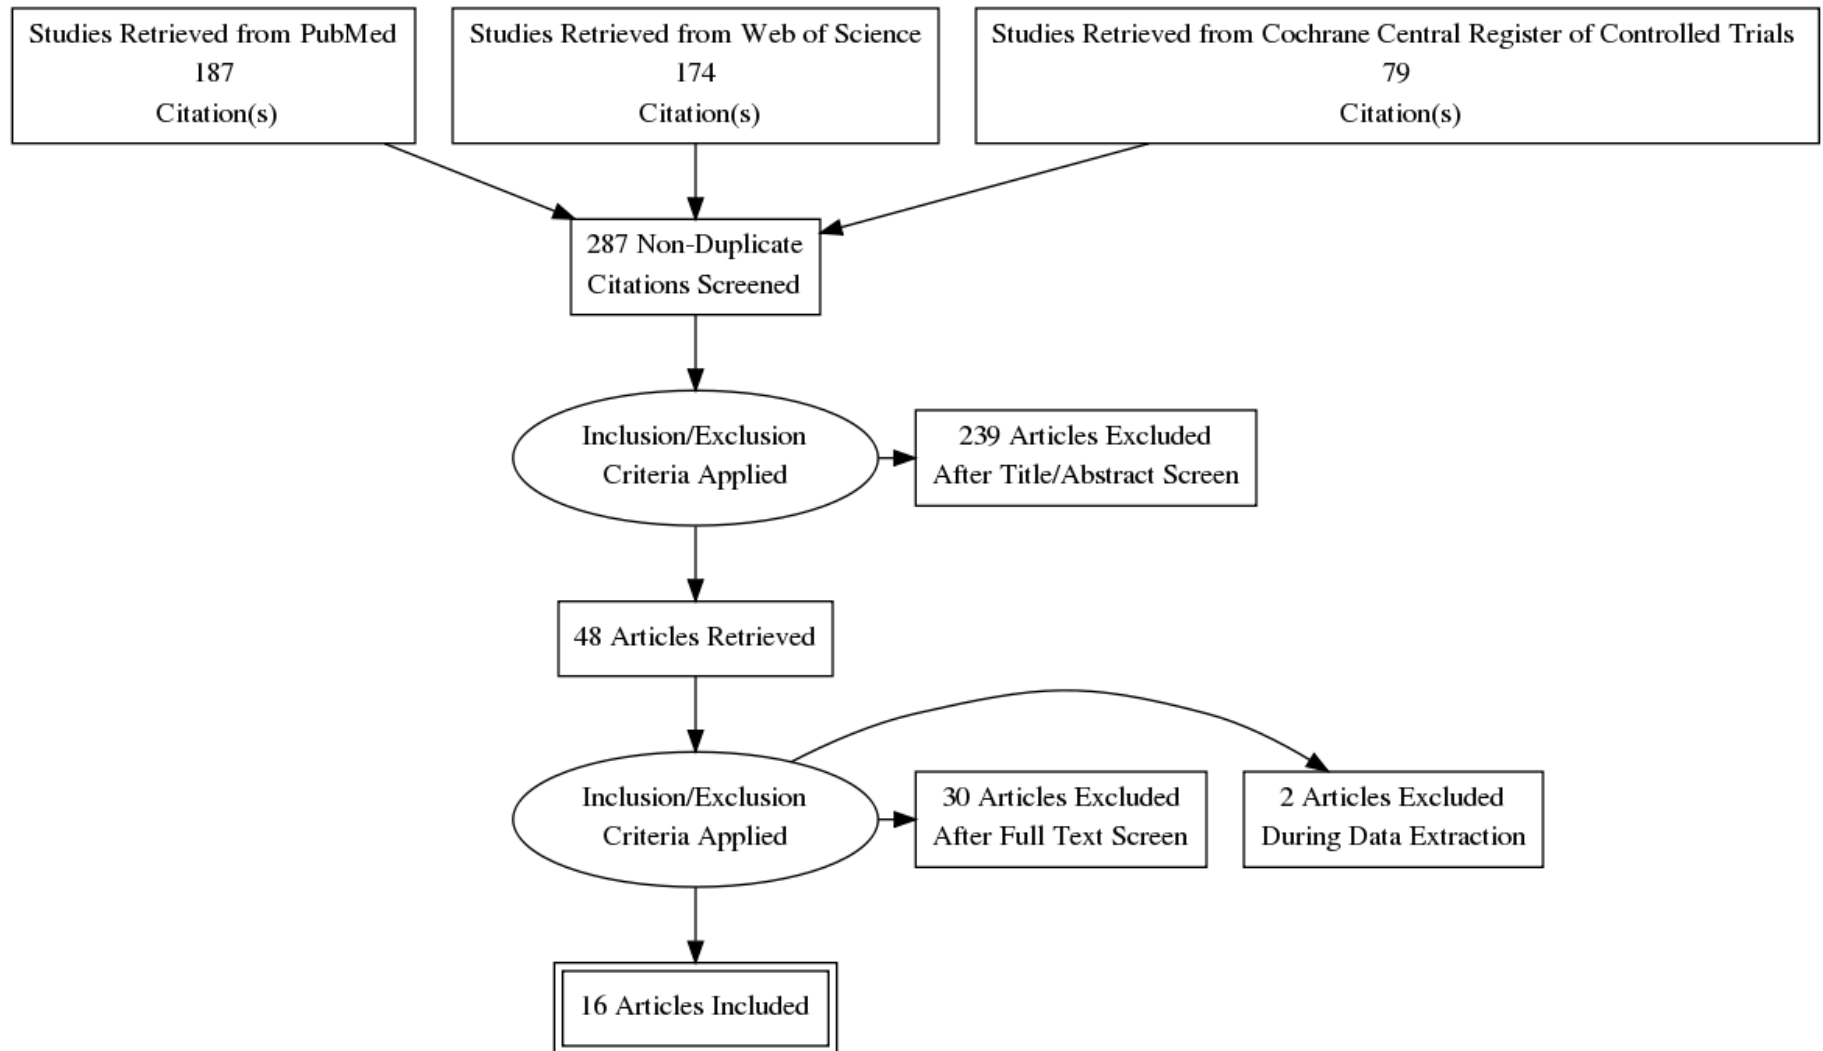 Studies Retrieved from PubMed
187
Citation(s)
Studies Retrieved from Web of Science
174
Citation(s)
Studies Retrieved from Cochrane Central Register of Controlled Trials
79
Citation(s)
287 Non-Duplicate
Citations Screened
Inclusion/Exclusion
Criteria Applied
239 Articles Excluded
After Title/Abstract Screen
48 Articles Retrieved
Inclusion/Exclusion
Criteria Applied
30 Articles Excluded
After Full Text Screen
2 Articles Excluded
During Data Extraction
16 Articles Included